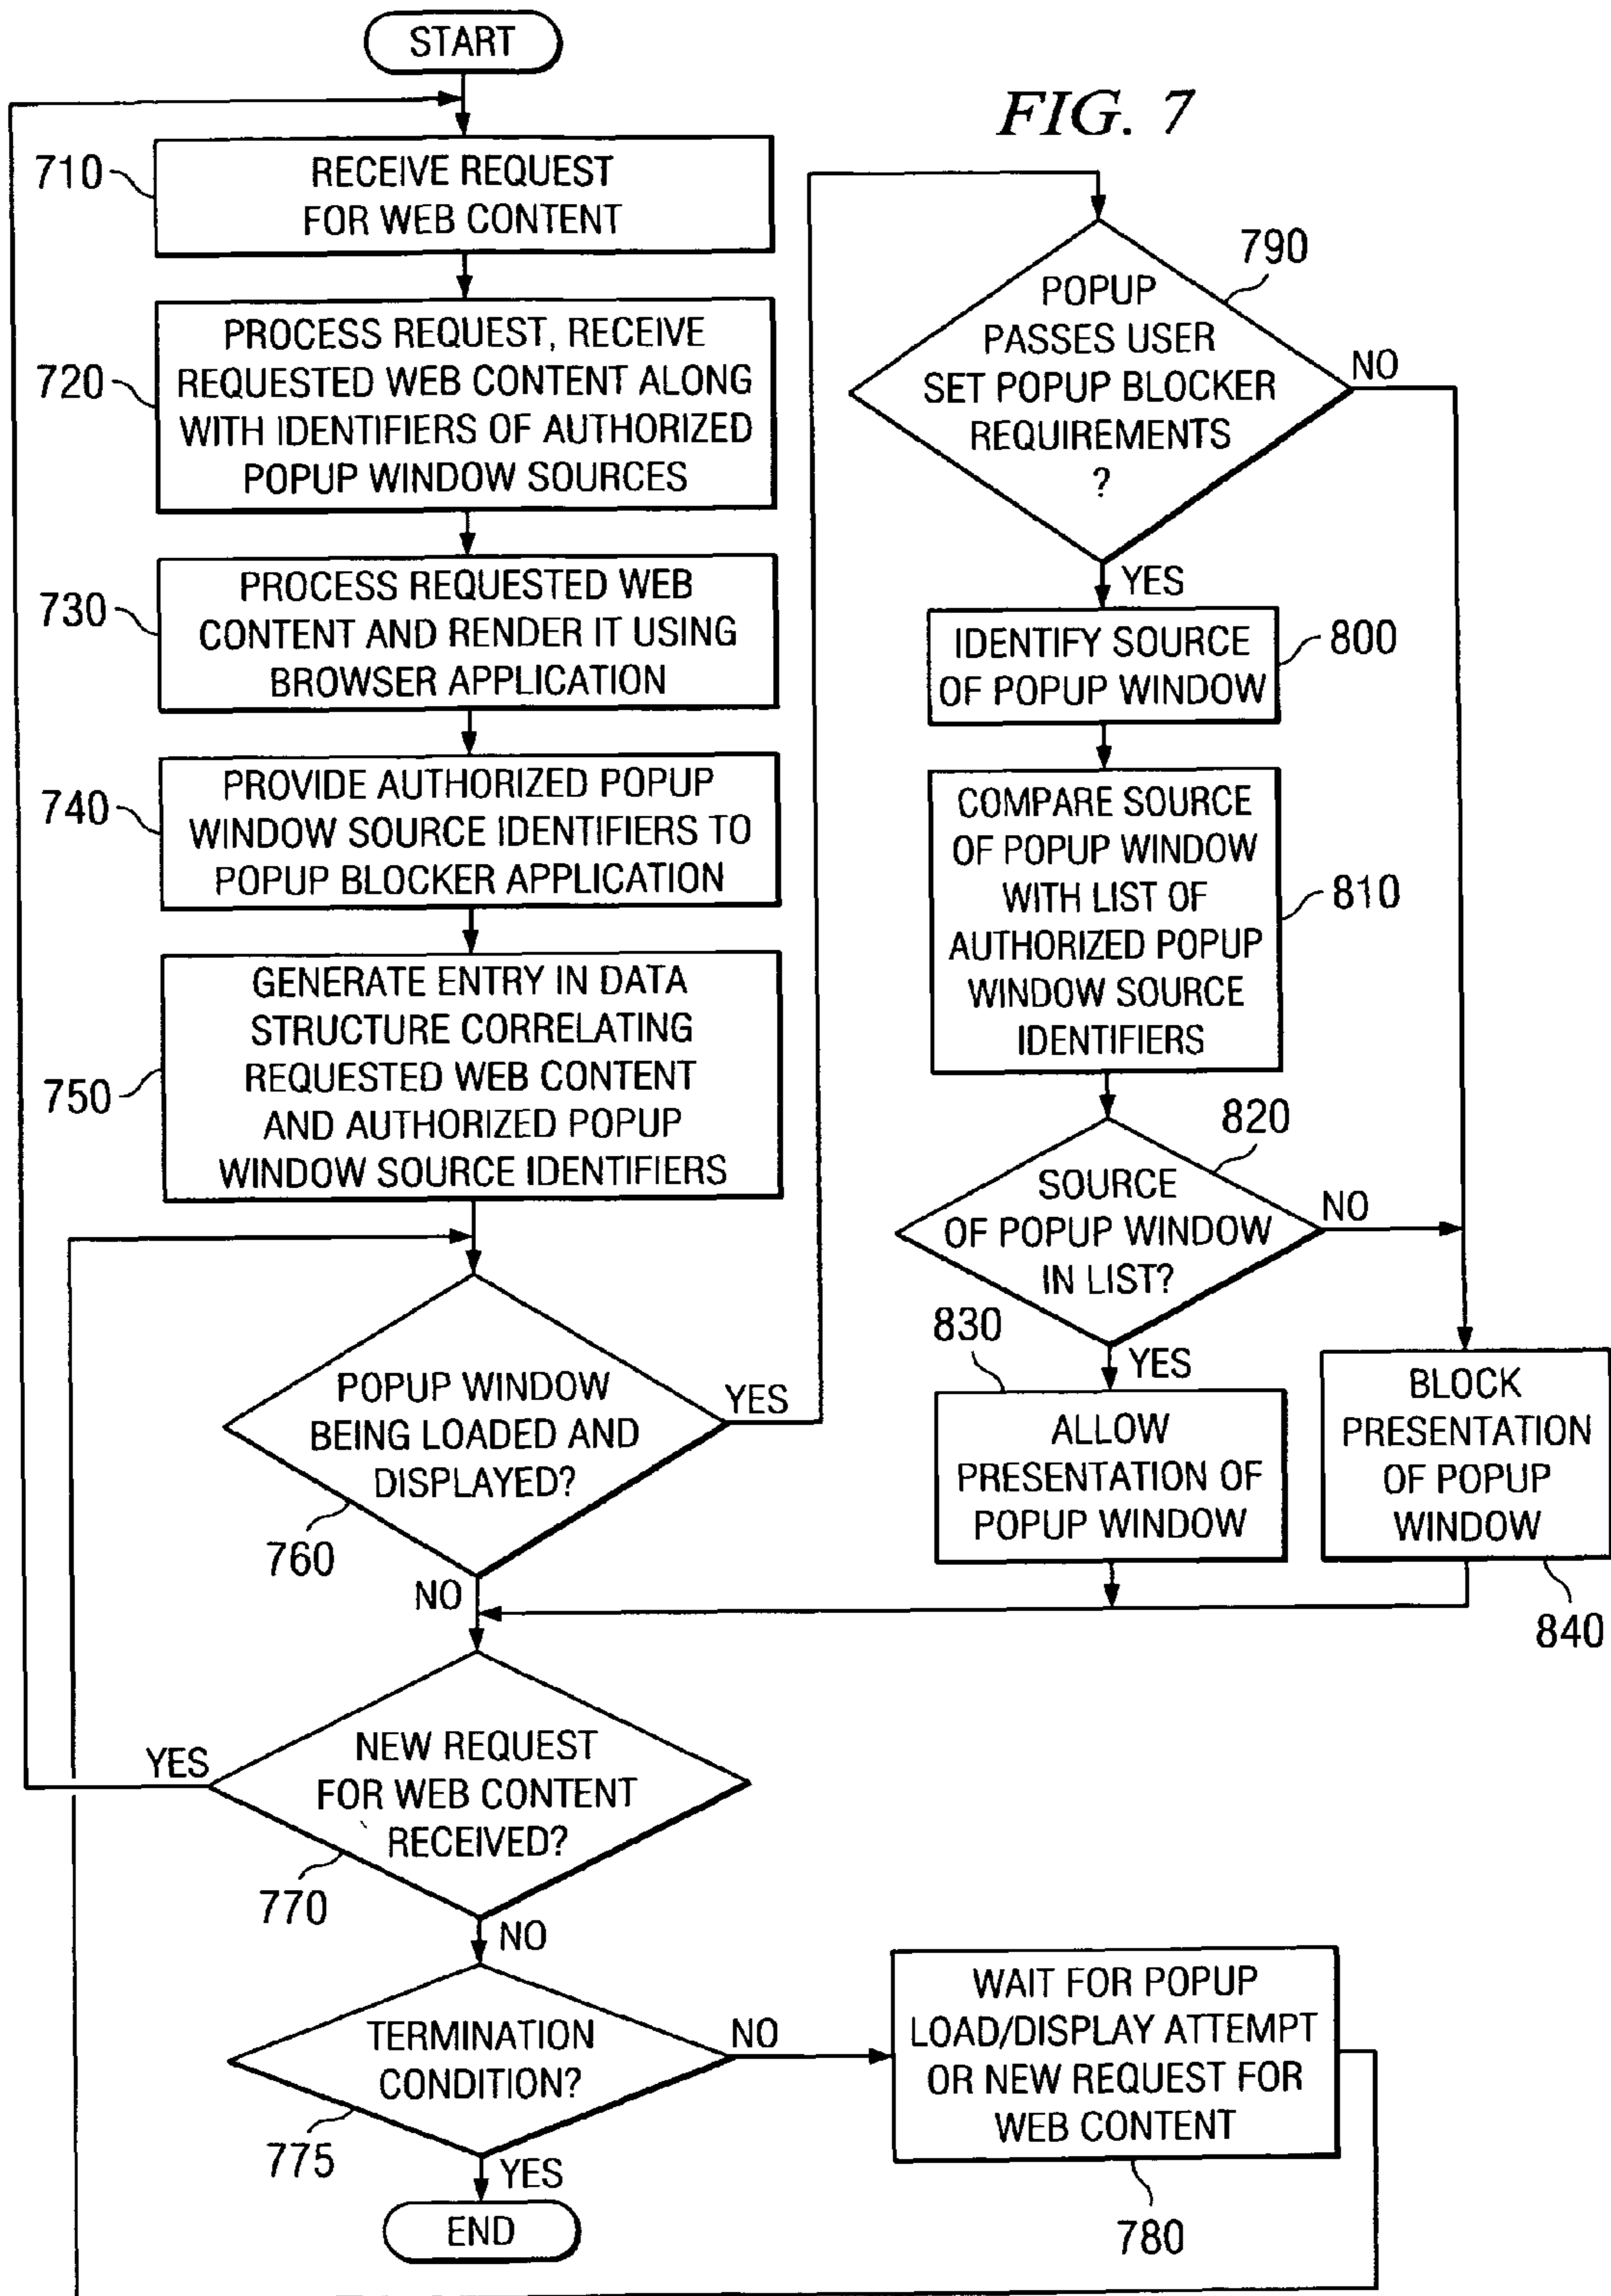 START
FIG. 7
710
RECEIVE REQUEST
FOR WEB CONTENT
720
PROCESS REQUEST, RECEIVE
REQUESTED WEB CONTENT ALONG
WITH IDENTIFIERS OF AUTHORIZED
POPUP WINDOW SOURCES
730
PROCESS REQUESTED WEB
CONTENT AND RENDER IT USING
BROWSER APPLICATION
740
PROVIDE AUTHORIZED POPUP
WINDOW SOURCE IDENTIFIERS TO
POPUP BLOCKER APPLICATION
750
GENERATE ENTRY IN DATA
STRUCTURE CORRELATING
REQUESTED WEB CONTENT
AND AUTHORIZED POPUP
WINDOW SOURCE IDENTIFIERS
POPUP WINDOW
BEING LOADED AND
DISPLAYED?
YES
760
NO
NEW REQUEST
FOR WEB CONTENT
RECEIVED?
YES
770
NO
TERMINATION
CONDITION?
NO
775
YES
END
WAIT FOR POPUP
LOAD/DISPLAY ATTEMPT
OR NEW REQUEST FOR
WEB CONTENT
780
790
POPUP
PASSES USER
SET POPUP BLOCKER
REQUIREMENTS
?
NO
YES
IDENTIFY SOURCE
OF POPUP WINDOW
800
COMPARE SOURCE
OF POPUP WINDOW
WITH LIST OF
AUTHORIZED POPUP
WINDOW SOURCE
IDENTIFIERS
810
820
SOURCE
OF POPUP WINDOW
IN LIST?
NO
830
YES
ALLOW
PRESENTATION OF
POPUP WINDOW
BLOCK
PRESENTATION
OF POPUP
WINDOW
840